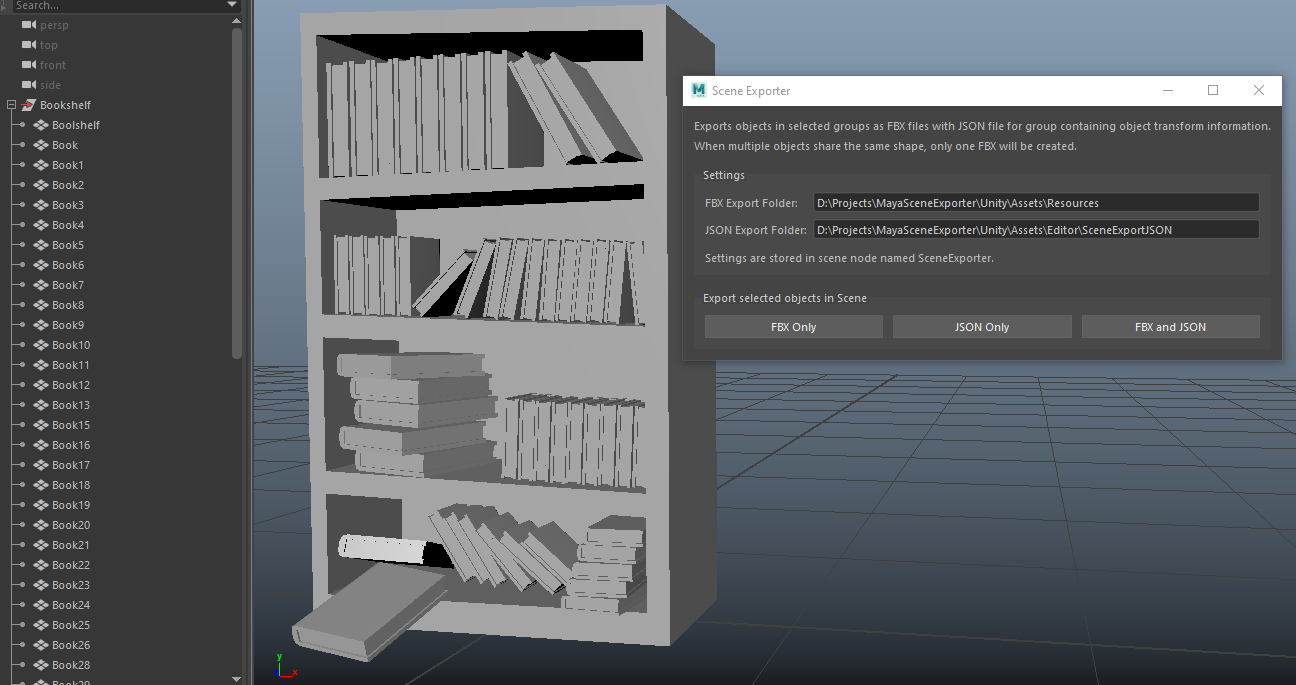 Search...
persp
top
front
side
Bookshelf
Boolshelf
Book
Book1
Book2
Book3
Book4
Book5
Book6
Book7
Book8
Book9
Book10
Book11
Book12
Book13
Book15
Book16
Book17
Book18
Book19
Book20
Book21
Book22
Book23
Book24
Book25
Book26
Book28
Book29
M Scene Exporter
Exports objects in selected groups as FBX files with JSON file for group containing object transform information.
When multiple objects share the same shape, only one FBX will be created.
Settings
FBX Export Folder: D:\Projects\MayaSceneExporter\Unity\Assets\Resources
JSON Export Folder: D:\Projects\MayaSceneExporter\Unity\Assets\Editor\SceneExportJSON
Settings are stored in scene node named SceneExporter.
Export selected objects in Scene
FBX Only JSON Only FBX and JSON
y
x